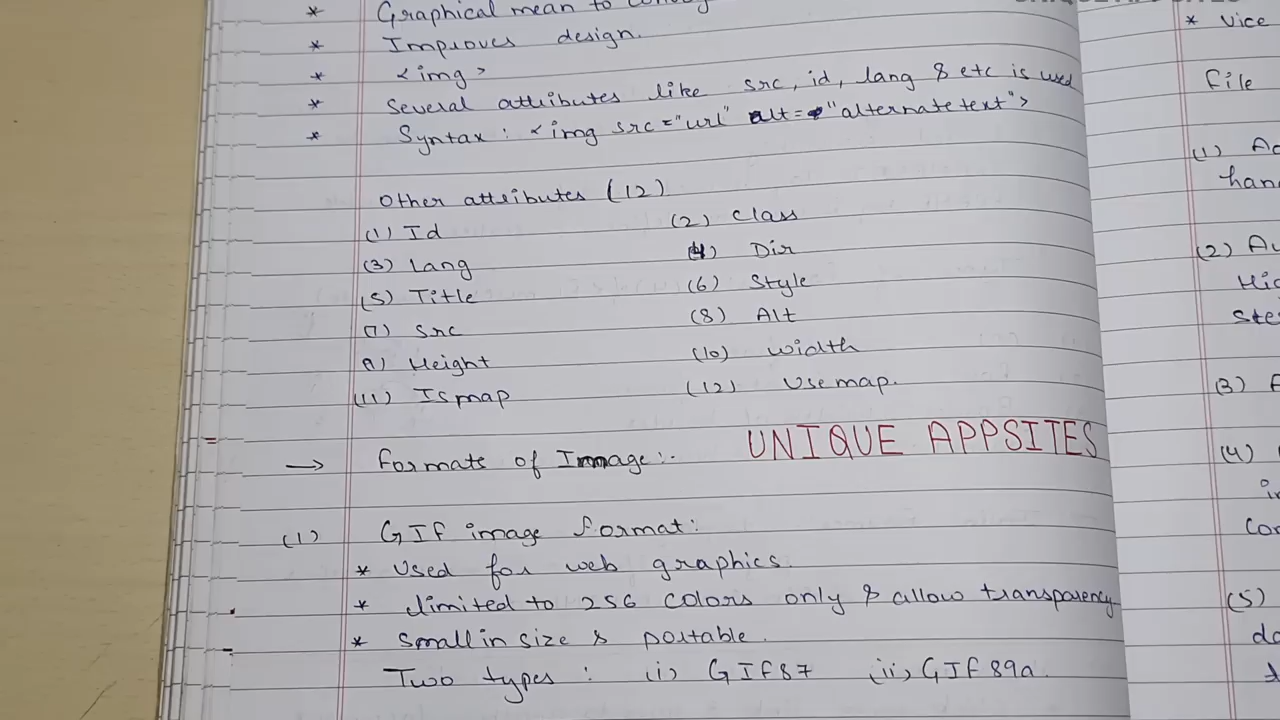 * Graphical mean to
* Improves design.
* <img>
* Several attributes like src, id, lang & etc is used
* Syntax : <img src="url" alt="alternate text">
Other attributes (12)
(1) Id (2) Class
(3) Lang (4) Dir
(5) Title (6) Style
(7) Src (8) Alt
(9) Height (10) Width
(11) Ismap (12) Usemap.
→ Formats of Image:-
UNIQUE APPSITES
(1) GIF image format:
* Used for web graphics.
* limited to 256 colors only & allow transparency
* Small in size & portable.
Two types : (i) GIF87 (ii) GIF89a.
* Vice
File
(1)
(2)
(3)
(4)
(5)